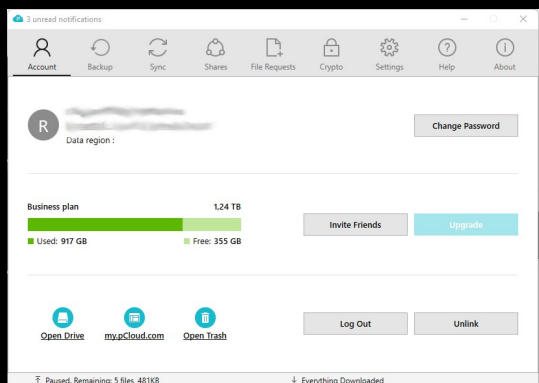 3 unread notifications
Account Backup Sync Shares File Requests Crypto Settings Help About
R
Data region :
Change Password
Business plan 1,24 TB
Used: 917 GB Free: 355 GB
Invite Friends Upgrade
Open Drive my.pCloud.com Open Trash
Log Out Unlink
Paused. Remaining: 5 files, 481KB Everything Downloaded